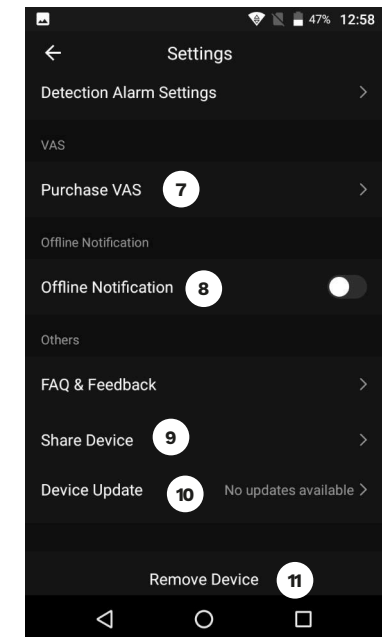 47% 12:58
Settings
Detection Alarm Settings
VAS
Purchase VAS 7
Offline Notification
Offline Notification 8
Others
FAQ & Feedback
Share Device 9
Device Update 10 No updates available
Remove Device 11